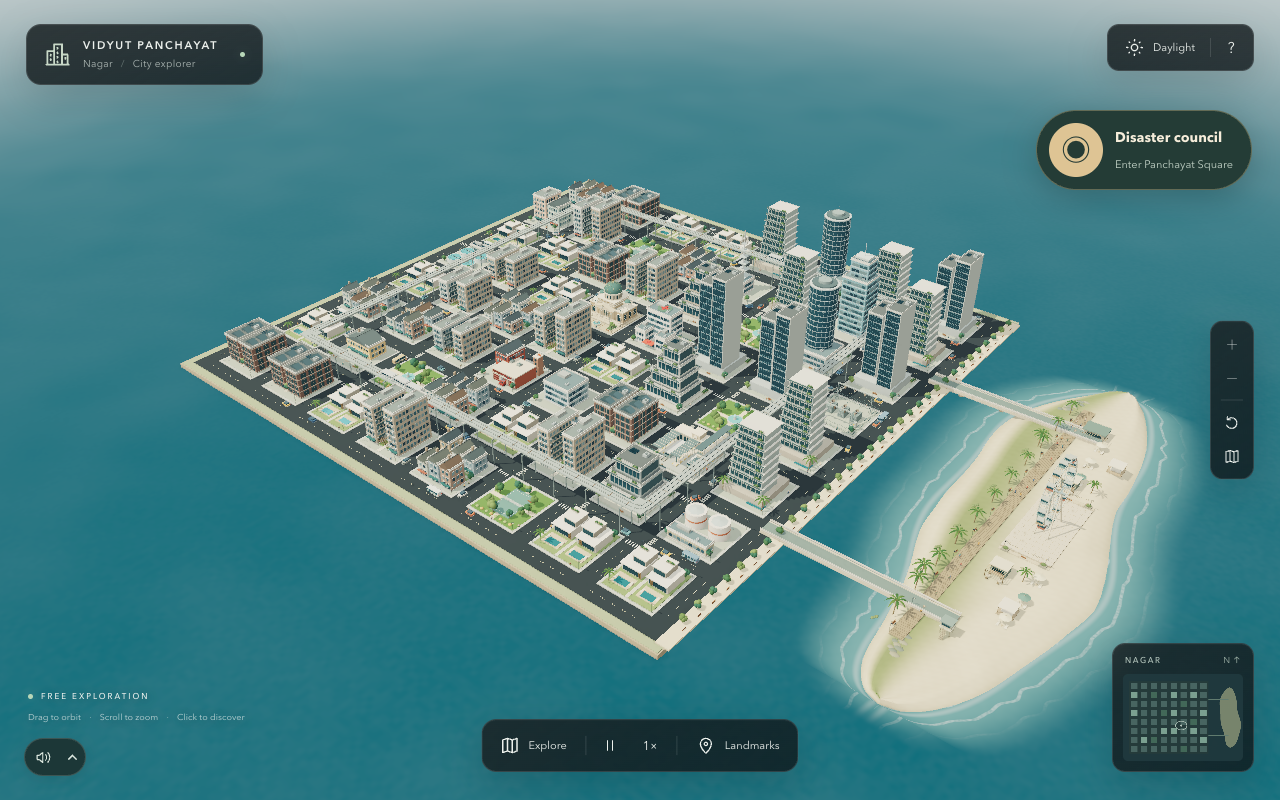 VIDYUT PANCHAYAT
Nagar / City explorer
Daylight ?
Disaster council
Enter Panchayat Square
NAGAR N ↑
FREE EXPLORATION
Drag to orbit · Scroll to zoom · Click to discover
Explore 1× Landmarks